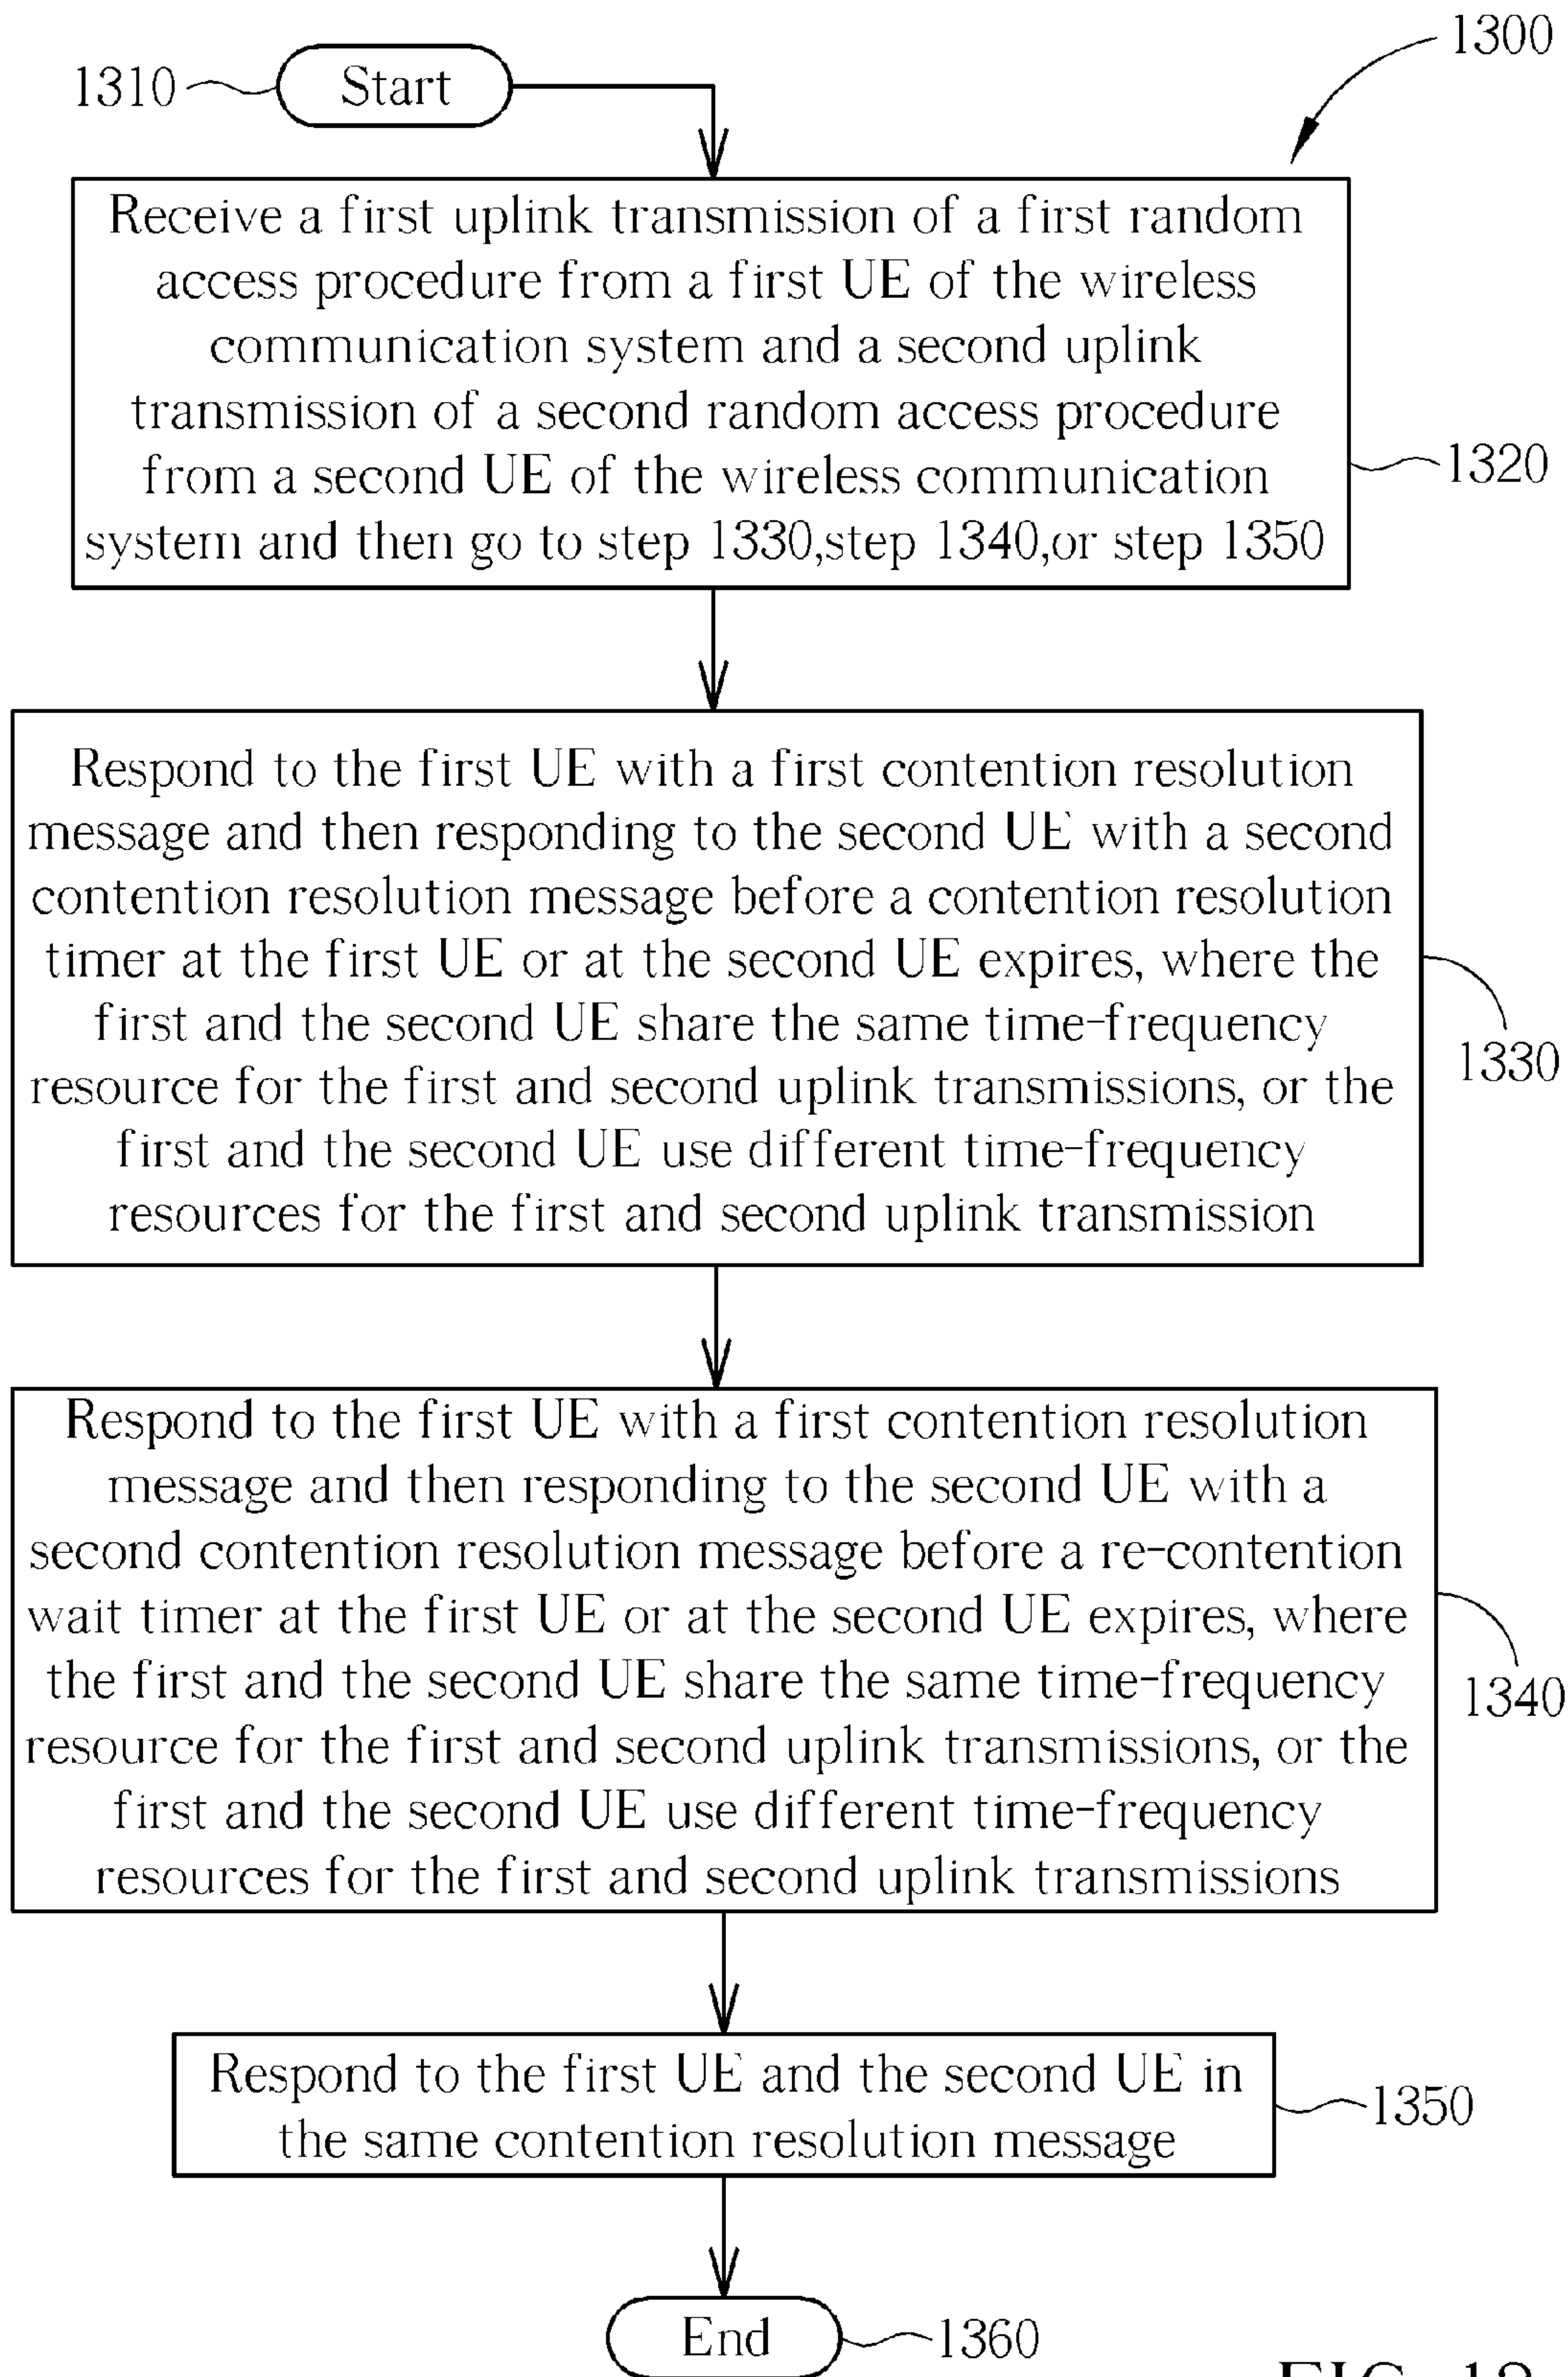 1300
1310
Start
Receive a first uplink transmission of a first random
access procedure from a first UE of the wireless
communication system and a second uplink
transmission of a second random access procedure
from a second UE of the wireless communication
system and then go to step 1330,step 1340,or step 1350
1320
Respond to the first UE with a first contention resolution
message and then responding to the second UE with a second
contention resolution message before a contention resolution
timer at the first UE or at the second UE expires, where the
first and the second UE share the same time-frequency
resource for the first and second uplink transmissions, or the
first and the second UE use different time-frequency
resources for the first and second uplink transmission
1330
Respond to the first UE with a first contention resolution
message and then responding to the second UE with a
second contention resolution message before a re-contention
wait timer at the first UE or at the second UE expires, where
the first and the second UE share the same time-frequency
resource for the first and second uplink transmissions, or the
first and the second UE use different time-frequency
resources for the first and second uplink transmissions
1340
Respond to the first UE and the second UE in
the same contention resolution message
1350
End
1360